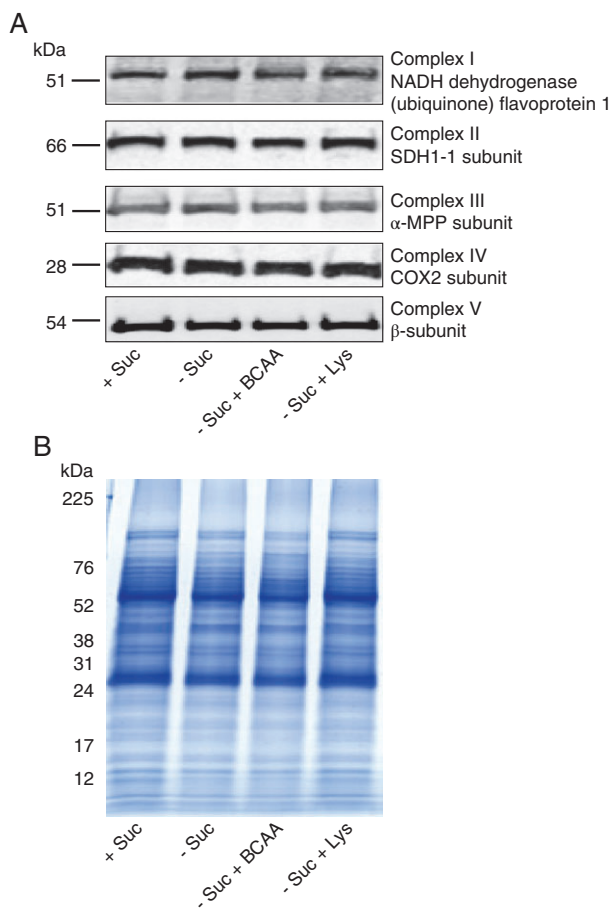 A
kDa
51
Complex I
NADH dehydrogenase
(ubiquinone) flavoprotein 1
66
Complex II
SDH1-1 subunit
51
Complex III
α-MPP subunit
28
Complex IV
COX2 subunit
54
Complex V
β-subunit
+ Suc
- Suc
- Suc + BCAA
- Suc + Lys
B
kDa
225
76
52
38
31
24
17
12
+ Suc
- Suc
- Suc + BCAA
- Suc + Lys